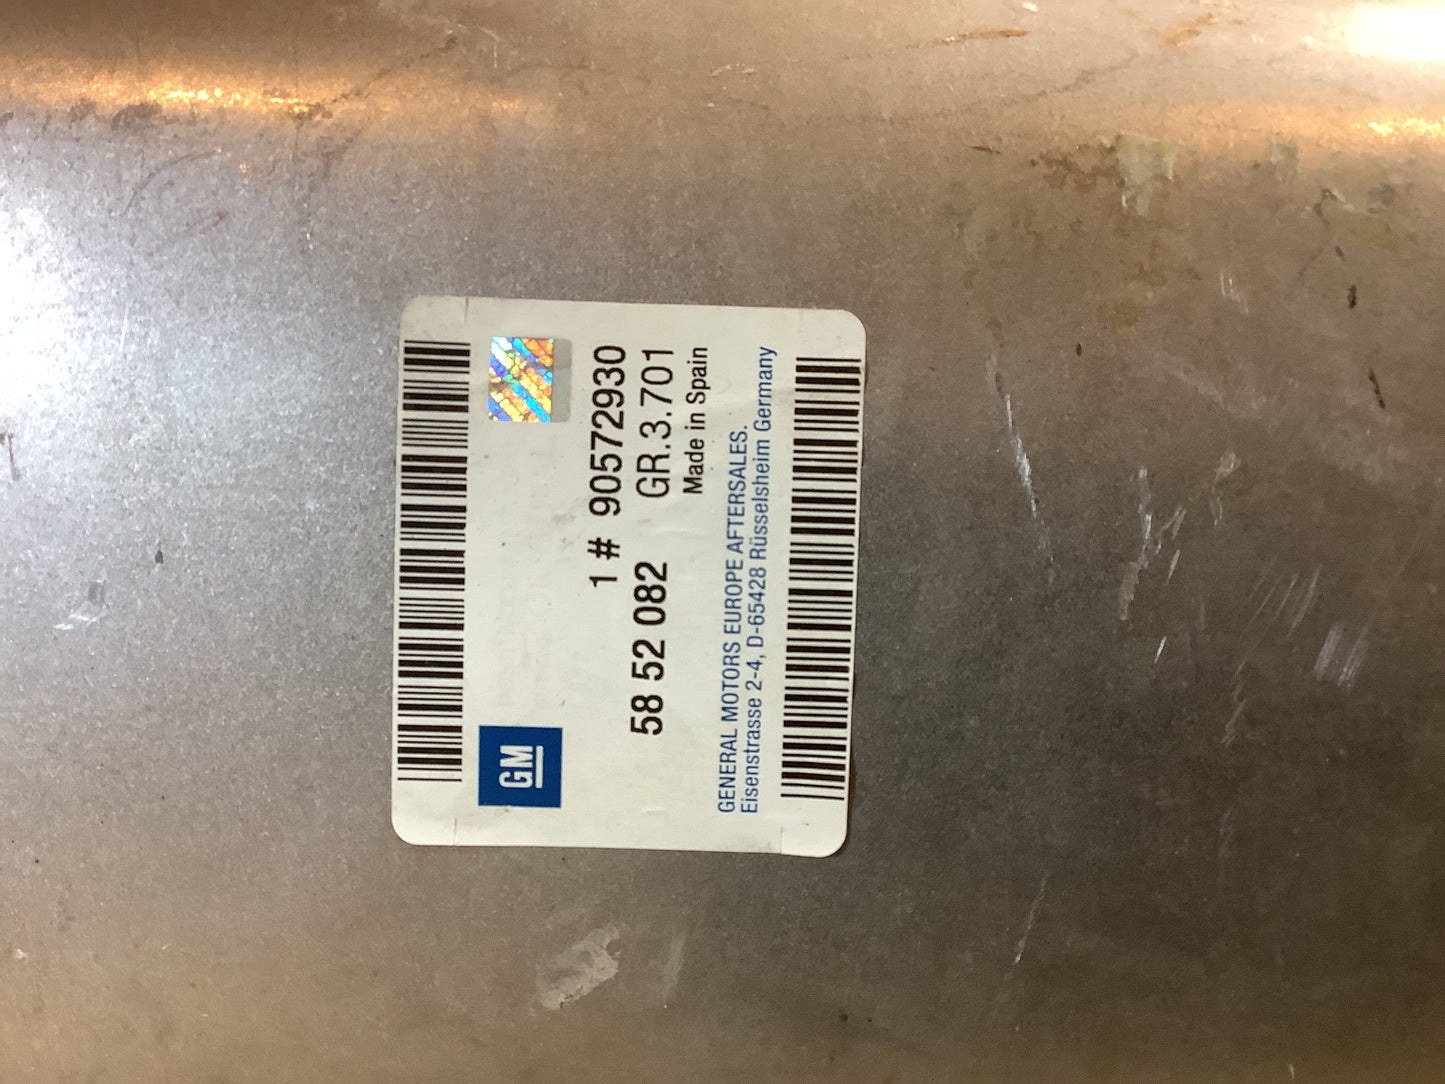 GM
1 # 90572930
58 52 082 GR.3.701
Made in Spain
GENERAL MOTORS EUROPE AFTERSALES.
Eisenstrasse 2-4, D-65428 Rüsselsheim Germany